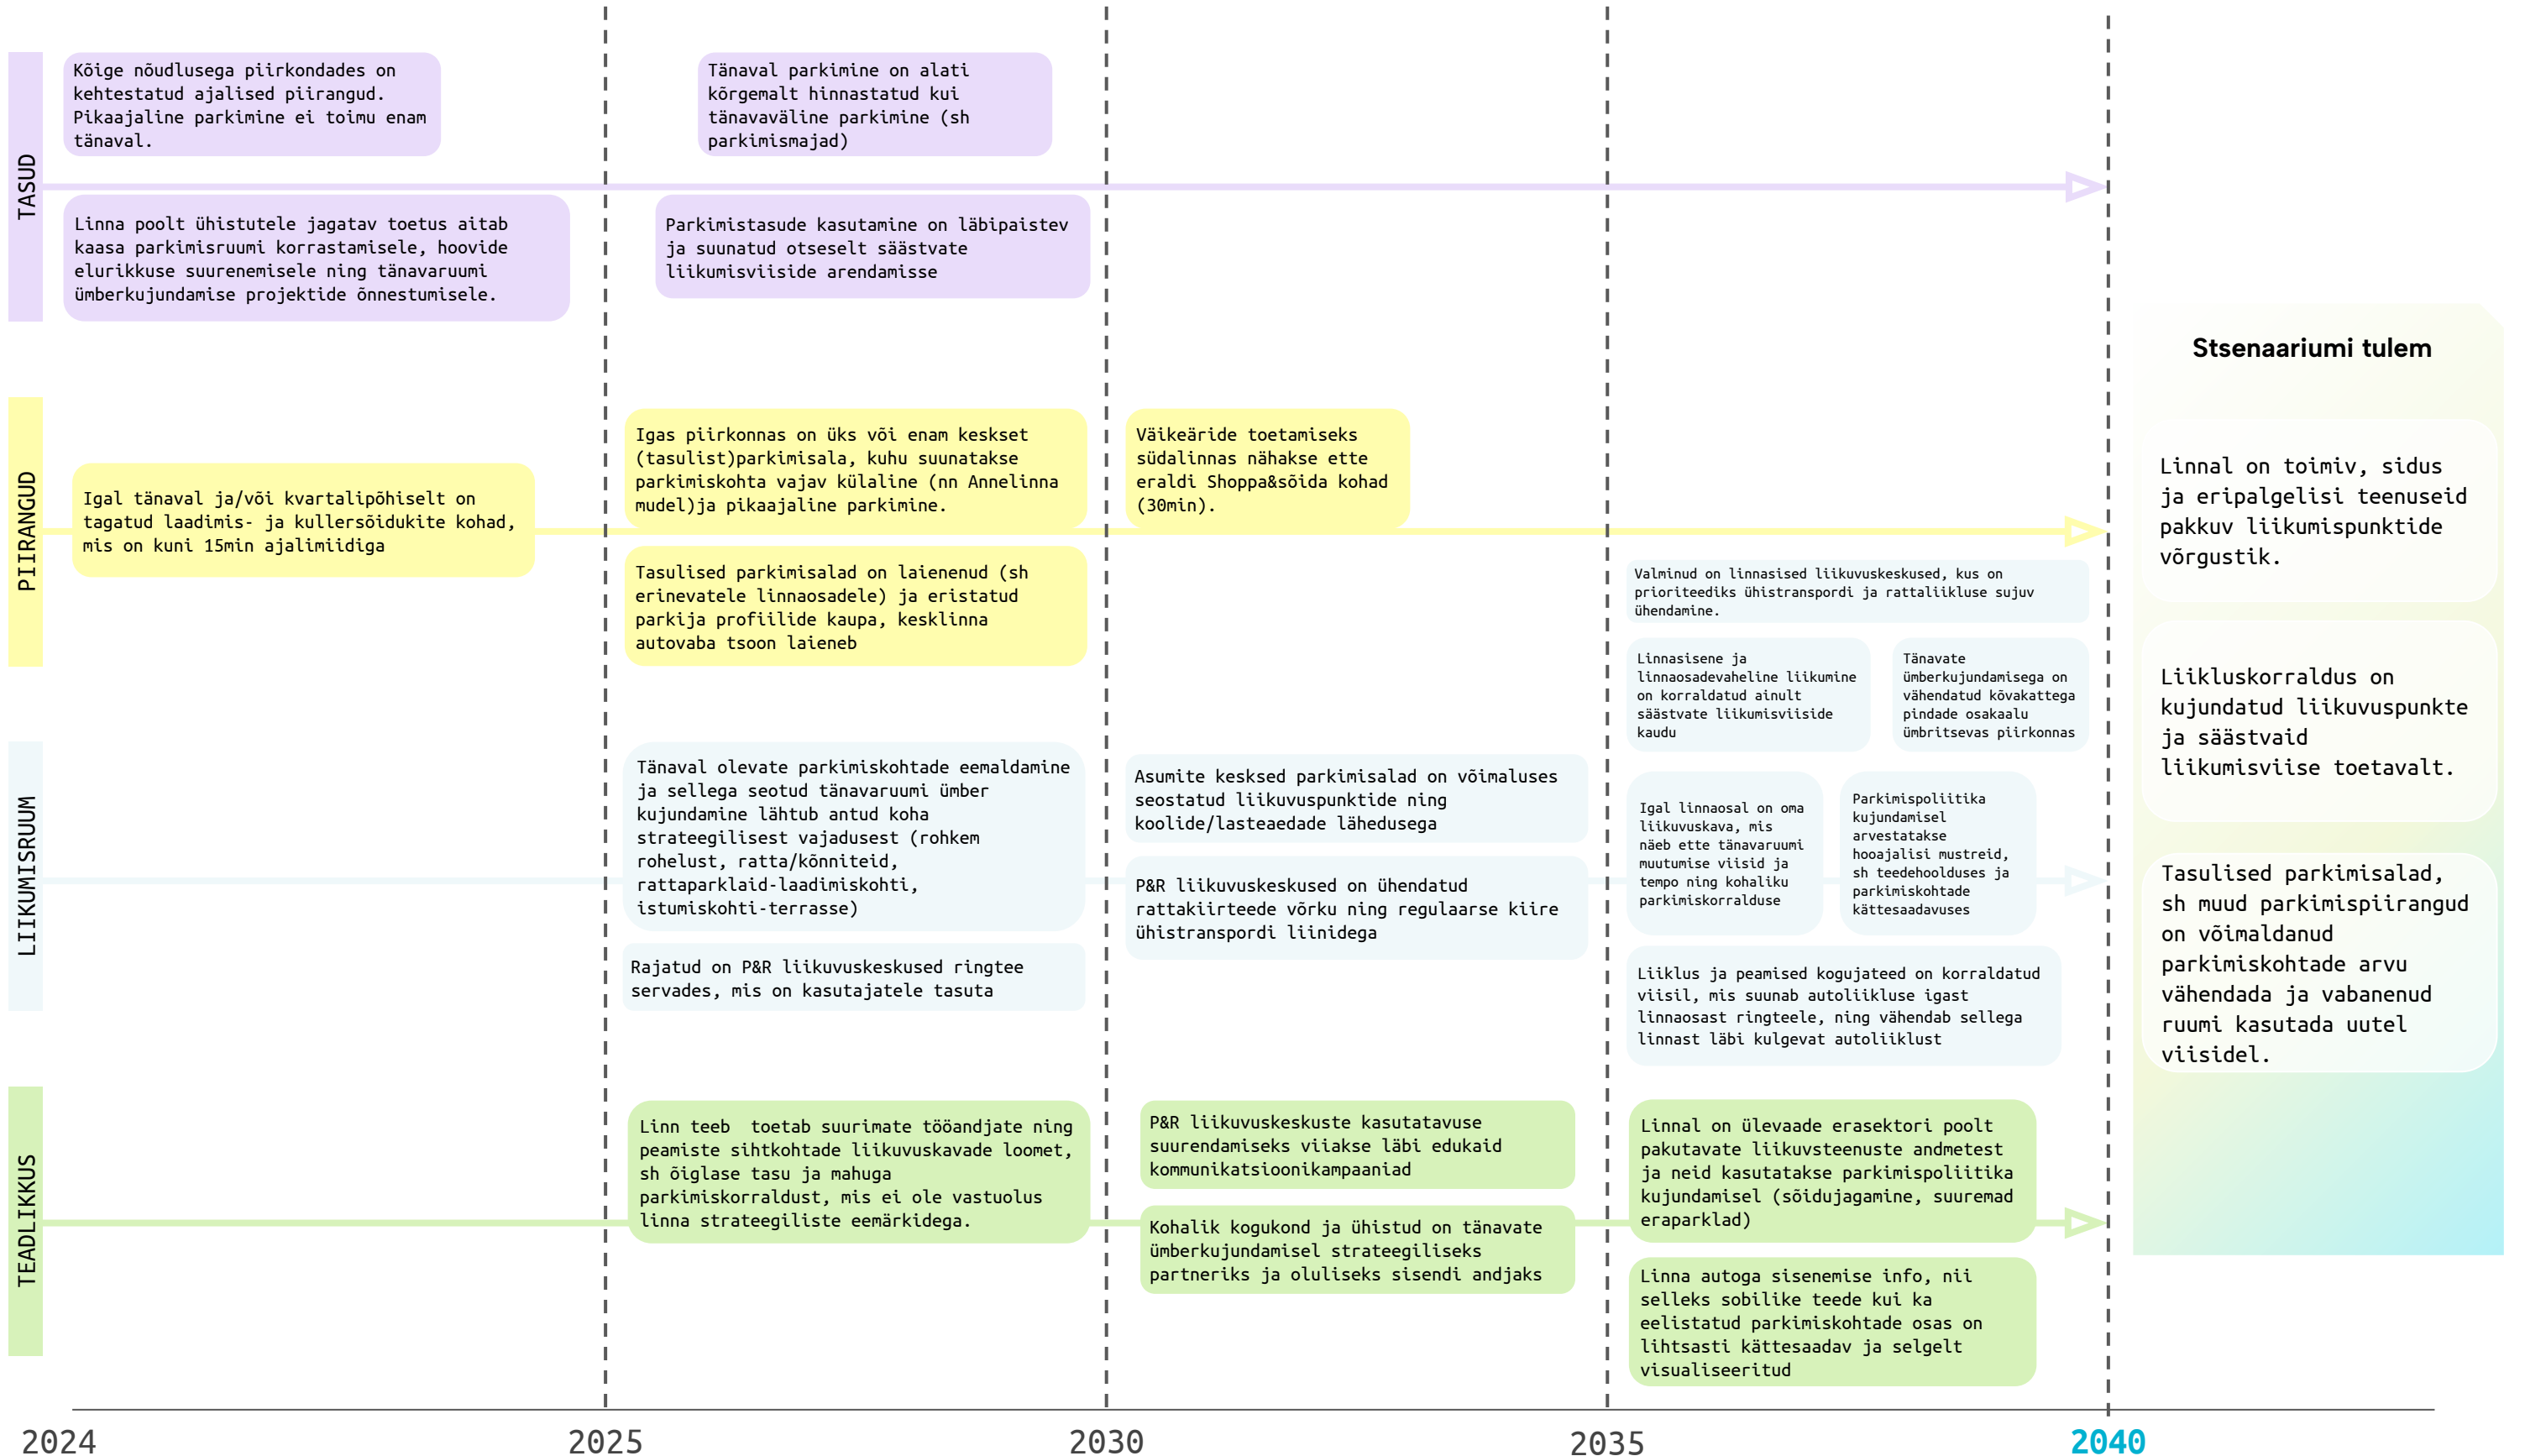 TASUD
Kõige nõudlusega piirkondades on
kehtestatud ajalised piirangud.
Pikaajaline parkimine ei toimu enam
tänaval.
Linna poolt ühistutele jagatav toetus aitab
kaasa parkimisruumi korrastamisele, hoovide
elurikkuse suurenemisele ning tänavaruumi
ümberkujundamise projektide õnnestumisele.
Tänaval parkimine on alati
kõrgemalt hinnastatud kui
tänavaväline parkimine (sh
parkimismajad)
Parkimistasude kasutamine on läbipaistev
ja suunatud otseselt säästvate
liikumisviiside arendamisse
PIIRANGUD
Igal tänaval ja/või kvartalipõhiselt on
tagatud laadimis- ja kullersõidukite kohad,
mis on kuni 15min ajalimiidiga
Igas piirkonnas on üks või enam keskset
(tasulist)parkimisala, kuhu suunatakse
parkimiskohta vajav külaline (nn Annelinna
mudel)ja pikaajaline parkimine.
Tasulised parkimisalad on laienenud (sh
erinevatele linnaosadele) ja eristatud
parkija profiilide kaupa, kesklinna
autovaba tsoon laieneb
Väikeäride toetamiseks
südalinnas nähakse ette
eraldi Shoppa&sõida kohad
(30min).
LIIKUMISRUUM
Tänaval olevate parkimiskohtade eemaldamine
ja sellega seotud tänavaruumi ümber
kujundamine lähtub antud koha
strateegilisest vajadusest (rohkem
rohelust, ratta/kõnniteid,
rattaparklaid-laadimiskohti,
istumiskohti-terrasse)
Rajatud on P&R liikuvuskeskused ringtee
servades, mis on kasutajatele tasuta
Asumite kesksed parkimisalad on võimaluses
seostatud liikuvuspunktide ning
koolide/lasteaedade lähedusega
P&R liikuvuskeskused on ühendatud
rattakiirteede võrku ning regulaarse kiire
ühistranspordi liinidega
Valminud on linnasised liikuvuskeskused, kus on
prioriteediks ühistranspordi ja rattaliikluse sujuv
ühendamine.
Linnasisene ja
linnaosadevaheline liikumine
on korraldatud ainult
säästvate liikumisviiside
kaudu
Tänavate
ümberkujundamisega on
vähendatud kõvakattega
pindade osakaalu
ümbritsevas piirkonnas
Igal linnaosal on oma
liikuvuskava, mis
näeb ette tänavaruumi
muutumise viisid ja
tempo ning kohaliku
parkimiskorralduse
Parkimispoliitika
kujundamisel
arvestatakse
hooajalisi mustreid,
sh teedehoolduses ja
parkimiskohtade
kättesaadavuses
Liiklus ja peamised kogujateed on korraldatud
viisil, mis suunab autoliikluse igast
linnaosast ringteele, ning vähendab sellega
linnast läbi kulgevat autoliiklust
TEADLIKKUS
Linn teeb  toetab suurimate tööandjate ning
peamiste sihtkohtade liikuvuskavade loomet,
sh õiglase tasu ja mahuga
parkimiskorraldust, mis ei ole vastuolus
linna strateegiliste eemärkidega.
P&R liikuvuskeskuste kasutatavuse
suurendamiseks viiakse läbi edukaid
kommunikatsioonikampaaniad
Kohalik kogukond ja ühistud on tänavate
ümberkujundamisel strateegiliseks
partneriks ja oluliseks sisendi andjaks
Linnal on ülevaade erasektori poolt
pakutavate liikuvsteenuste andmetest
ja neid kasutatakse parkimispoliitika
kujundamisel (sõidujagamine, suuremad
eraparklad)
Linna autoga sisenemise info, nii
selleks sobilike teede kui ka
eelistatud parkimiskohtade osas on
lihtsasti kättesaadav ja selgelt
visualiseeritud
Stsenaariumi tulem
Linnal on toimiv, sidus
ja eripalgelisi teenuseid
pakkuv liikumispunktide
võrgustik.
Liikluskorraldus on
kujundatud liikuvuspunkte
ja säästvaid
liikumisviise toetavalt.
Tasulised parkimisalad,
sh muud parkimispiirangud
on võimaldanud
parkimiskohtade arvu
vähendada ja vabanenud
ruumi kasutada uutel
viisidel.
2024
2025
2030
2035
2040